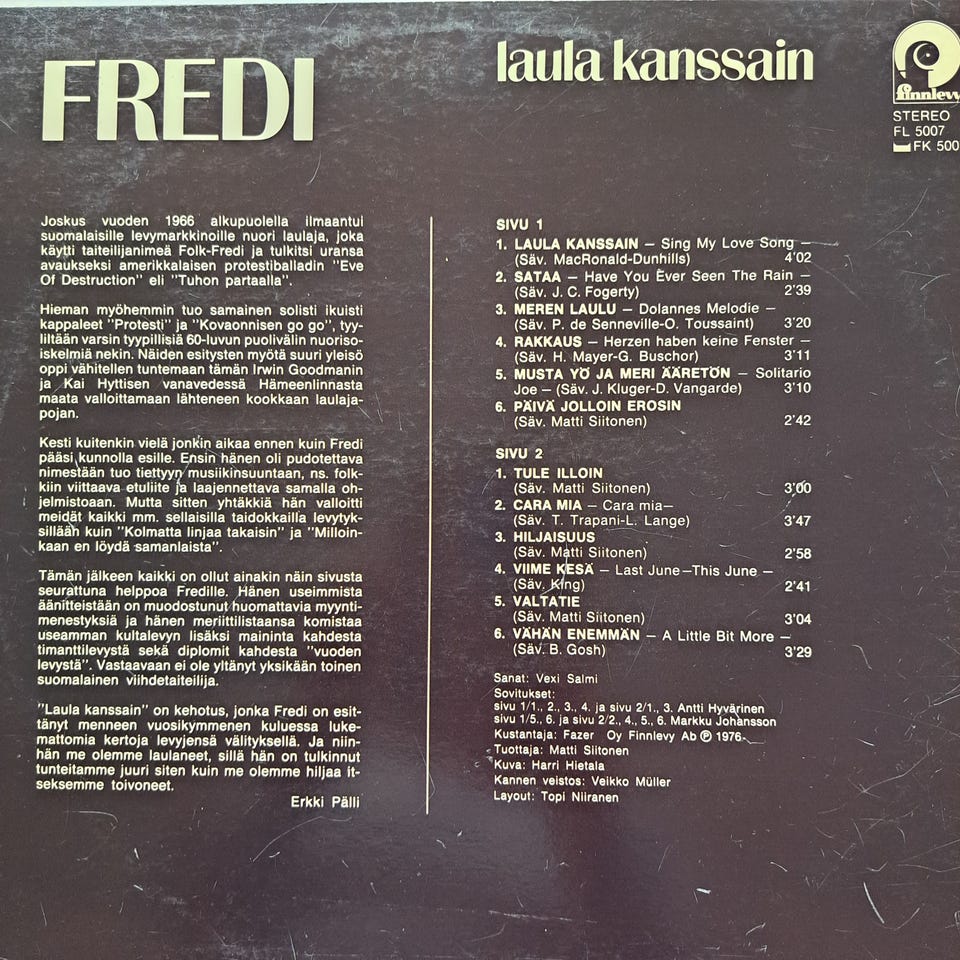 FREDI
laula kanssain
finnlevy
STEREO
FL 5007
FK 500
Joskus vuoden 1966 alkupuolella ilmaantui
suomalaisille levymarkkinoille nuori laulaja, joka
käytti taiteilijanimeä Folk-Fredi ja tulkitsi uransa
avaukseksi amerikkalaisen protestiballadin "Eve
Of Destruction" eli "Tuhon partaalla".
Hieman myöhemmin tuo samainen solisti ikuisti
kappaleet "Protesti" ja "Kovaonnisen go go", tyy-
liltään varsin tyypillisiä 60-luvun puolivälin nuoriso-
iskelmiä nekin. Näiden esitysten myötä suuri yleisö
oppi vähitellen tuntemaan tämän Irwin Goodmanin
ja Kai Hyttisen vanavedessä Hämeenlinnasta
maata valloittamaan lähteneen kookkaan laulaja-
pojan.
Kesti kuitenkin vielä jonkin aikaa ennen kuin Fredi
pääsi kunnolla esille. Ensin hänen oli pudotettava
nimestään tuo tiettyyn musiikinsuuntaan, ns. folk-
kiin viittaava etuliite ja laajennettava samalla oh-
jelmistoaan. Mutta sitten yhtäkkiä hän valloitti
meidät kaikki mm. sellaisilla taidokkailla levytyk-
sillään kuin "Kolmatta linjaa takaisin" ja "Milloin-
kaan en löydä samanlaista".
Tämän jälkeen kaikki on ollut ainakin näin sivusta
seurattuna helppoa Fredille. Hänen useimmista
äänitteistään on muodostunut huomattavia myynti-
menestyksiä ja hänen meriittilistaansa komistaa
useamman kultalevyn lisäksi maininta kahdesta
timanttilevystä sekä diplomit kahdesta "vuoden
levystä". Vastaavaan ei ole yltänyt yksikään toinen
suomalainen viihdetaiteilija.
"Laula kanssain" on kehotus, jonka Fredi on esit-
tänyt menneen vuosikymmenen kuluessa luke-
mattomia kertoja levyjensä välityksellä. Ja niin-
hän me olemme laulaneet, sillä hän on tulkinnut
tunteitamme juuri siten kuin me olemme hiljaa it-
seksemme toivoneet.
Erkki Pälli
SIVU 1
1. LAULA KANSSAIN – Sing My Love Song –
(Säv. MacRonald-Dunhills) 4'02
2. SATAA – Have You Ever Seen The Rain –
(Säv. J. C. Fogerty) 2'39
3. MEREN LAULU – Dolannes Melodie –
(Säv. P. de Senneville-O. Toussaint) 3'20
4. RAKKAUS – Herzen haben keine Fenster –
(Säv. H. Mayer-G. Buschor) 3'11
5. MUSTA YÖ JA MERI ÄÄRETÖN – Solitario
Joe – (Säv. J. Kluger-D. Vangarde) 3'10
6. PÄIVÄ JOLLOIN EROSIN
(Säv. Matti Siitonen) 2'42
SIVU 2
1. TULE ILLOIN
(Säv. Matti Siitonen) 3'00
2. CARA MIA – Cara mia–
(Säv. T. Trapani-L. Lange) 3'47
3. HILJAISUUS
(Säv. Matti Siitonen) 2'58
4. VIIME KESÄ – Last June–This June –
(Säv. King) 2'41
5. VALTATIE
(Säv. Matti Siitonen) 3'04
6. VÄHÄN ENEMMÄN – A Little Bit More –
(Säv. B. Gosh) 3'29
Sanat: Vexi Salmi
Sovitukset:
sivu 1/1., 2., 3., 4. ja sivu 2/1., 3. Antti Hyvärinen
sivu 1/5., 6. ja sivu 2/2., 4., 5., 6. Markku Johansson
Kustantaja: Fazer Oy Finnlevy Ab ℗ 1976
Tuottaja: Matti Siitonen
Kuva: Harri Hietala
Kannen veistos: Veikko Müller
Layout: Topi Niiranen